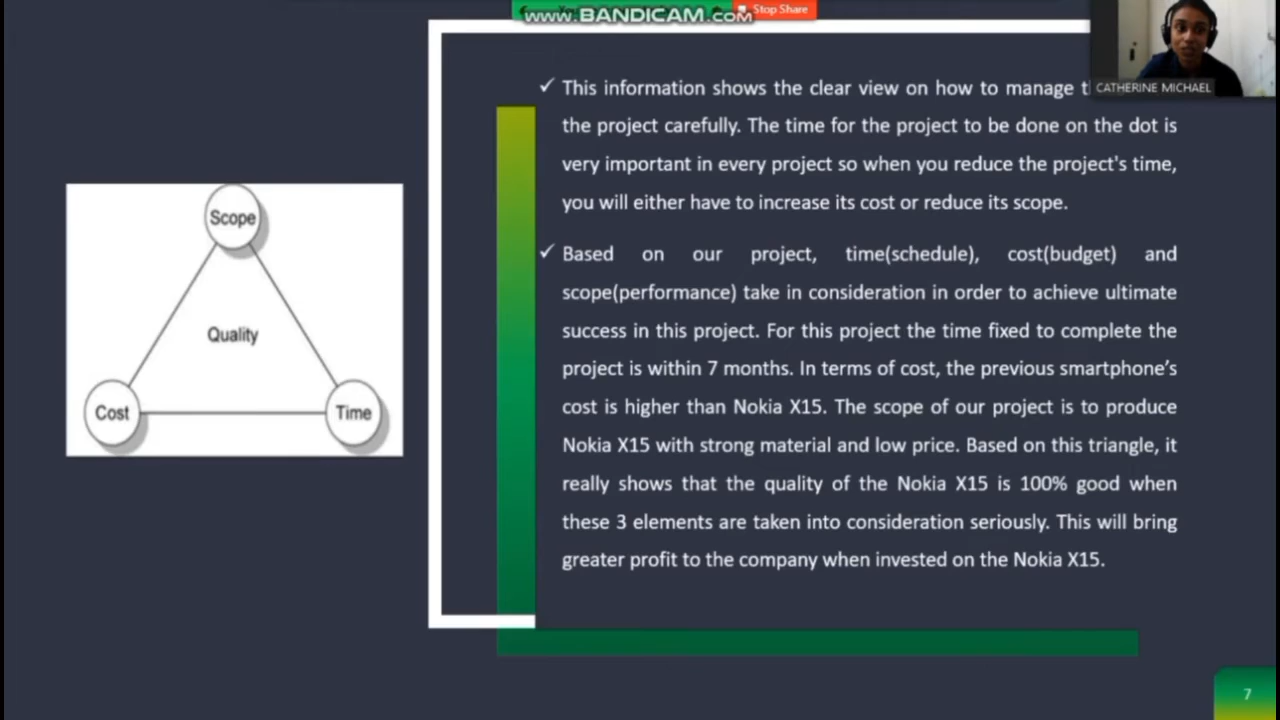 www.BANDICAM.com
Stop Share
CATHERINE MICHAEL
✓ This information shows the clear view on how to manage
the project carefully. The time for the project to be done on the dot is
very important in every project so when you reduce the project's time,
you will either have to increase its cost or reduce its scope.
✓ Based on our project, time(schedule), cost(budget) and
scope(performance) take in consideration in order to achieve ultimate
success in this project. For this project the time fixed to complete the
project is within 7 months. In terms of cost, the previous smartphone’s
cost is higher than Nokia X15. The scope of our project is to produce
Nokia X15 with strong material and low price. Based on this triangle, it
really shows that the quality of the Nokia X15 is 100% good when
these 3 elements are taken into consideration seriously. This will bring
greater profit to the company when invested on the Nokia X15.
Scope
Quality
Cost
Time
7